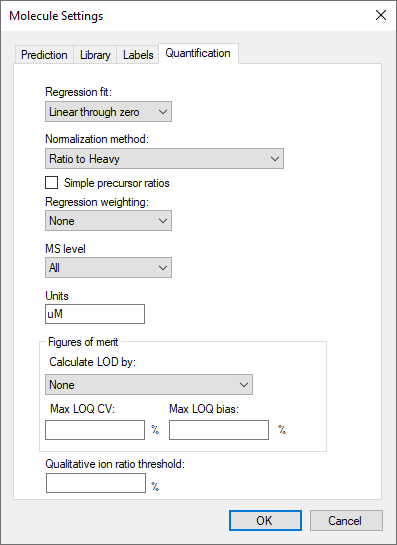 Molecule Settings
Prediction Library Labels Quantification
Regression fit:
Linear through zero
Normalization method:
Ratio to Heavy
Simple precursor ratios
Regression weighting:
None
MS level
All
Units
uM
Figures of merit
Calculate LOD by:
None
Max LOQ CV: Max LOQ bias:
% %
Qualitative ion ratio threshold:
%
OK Cancel